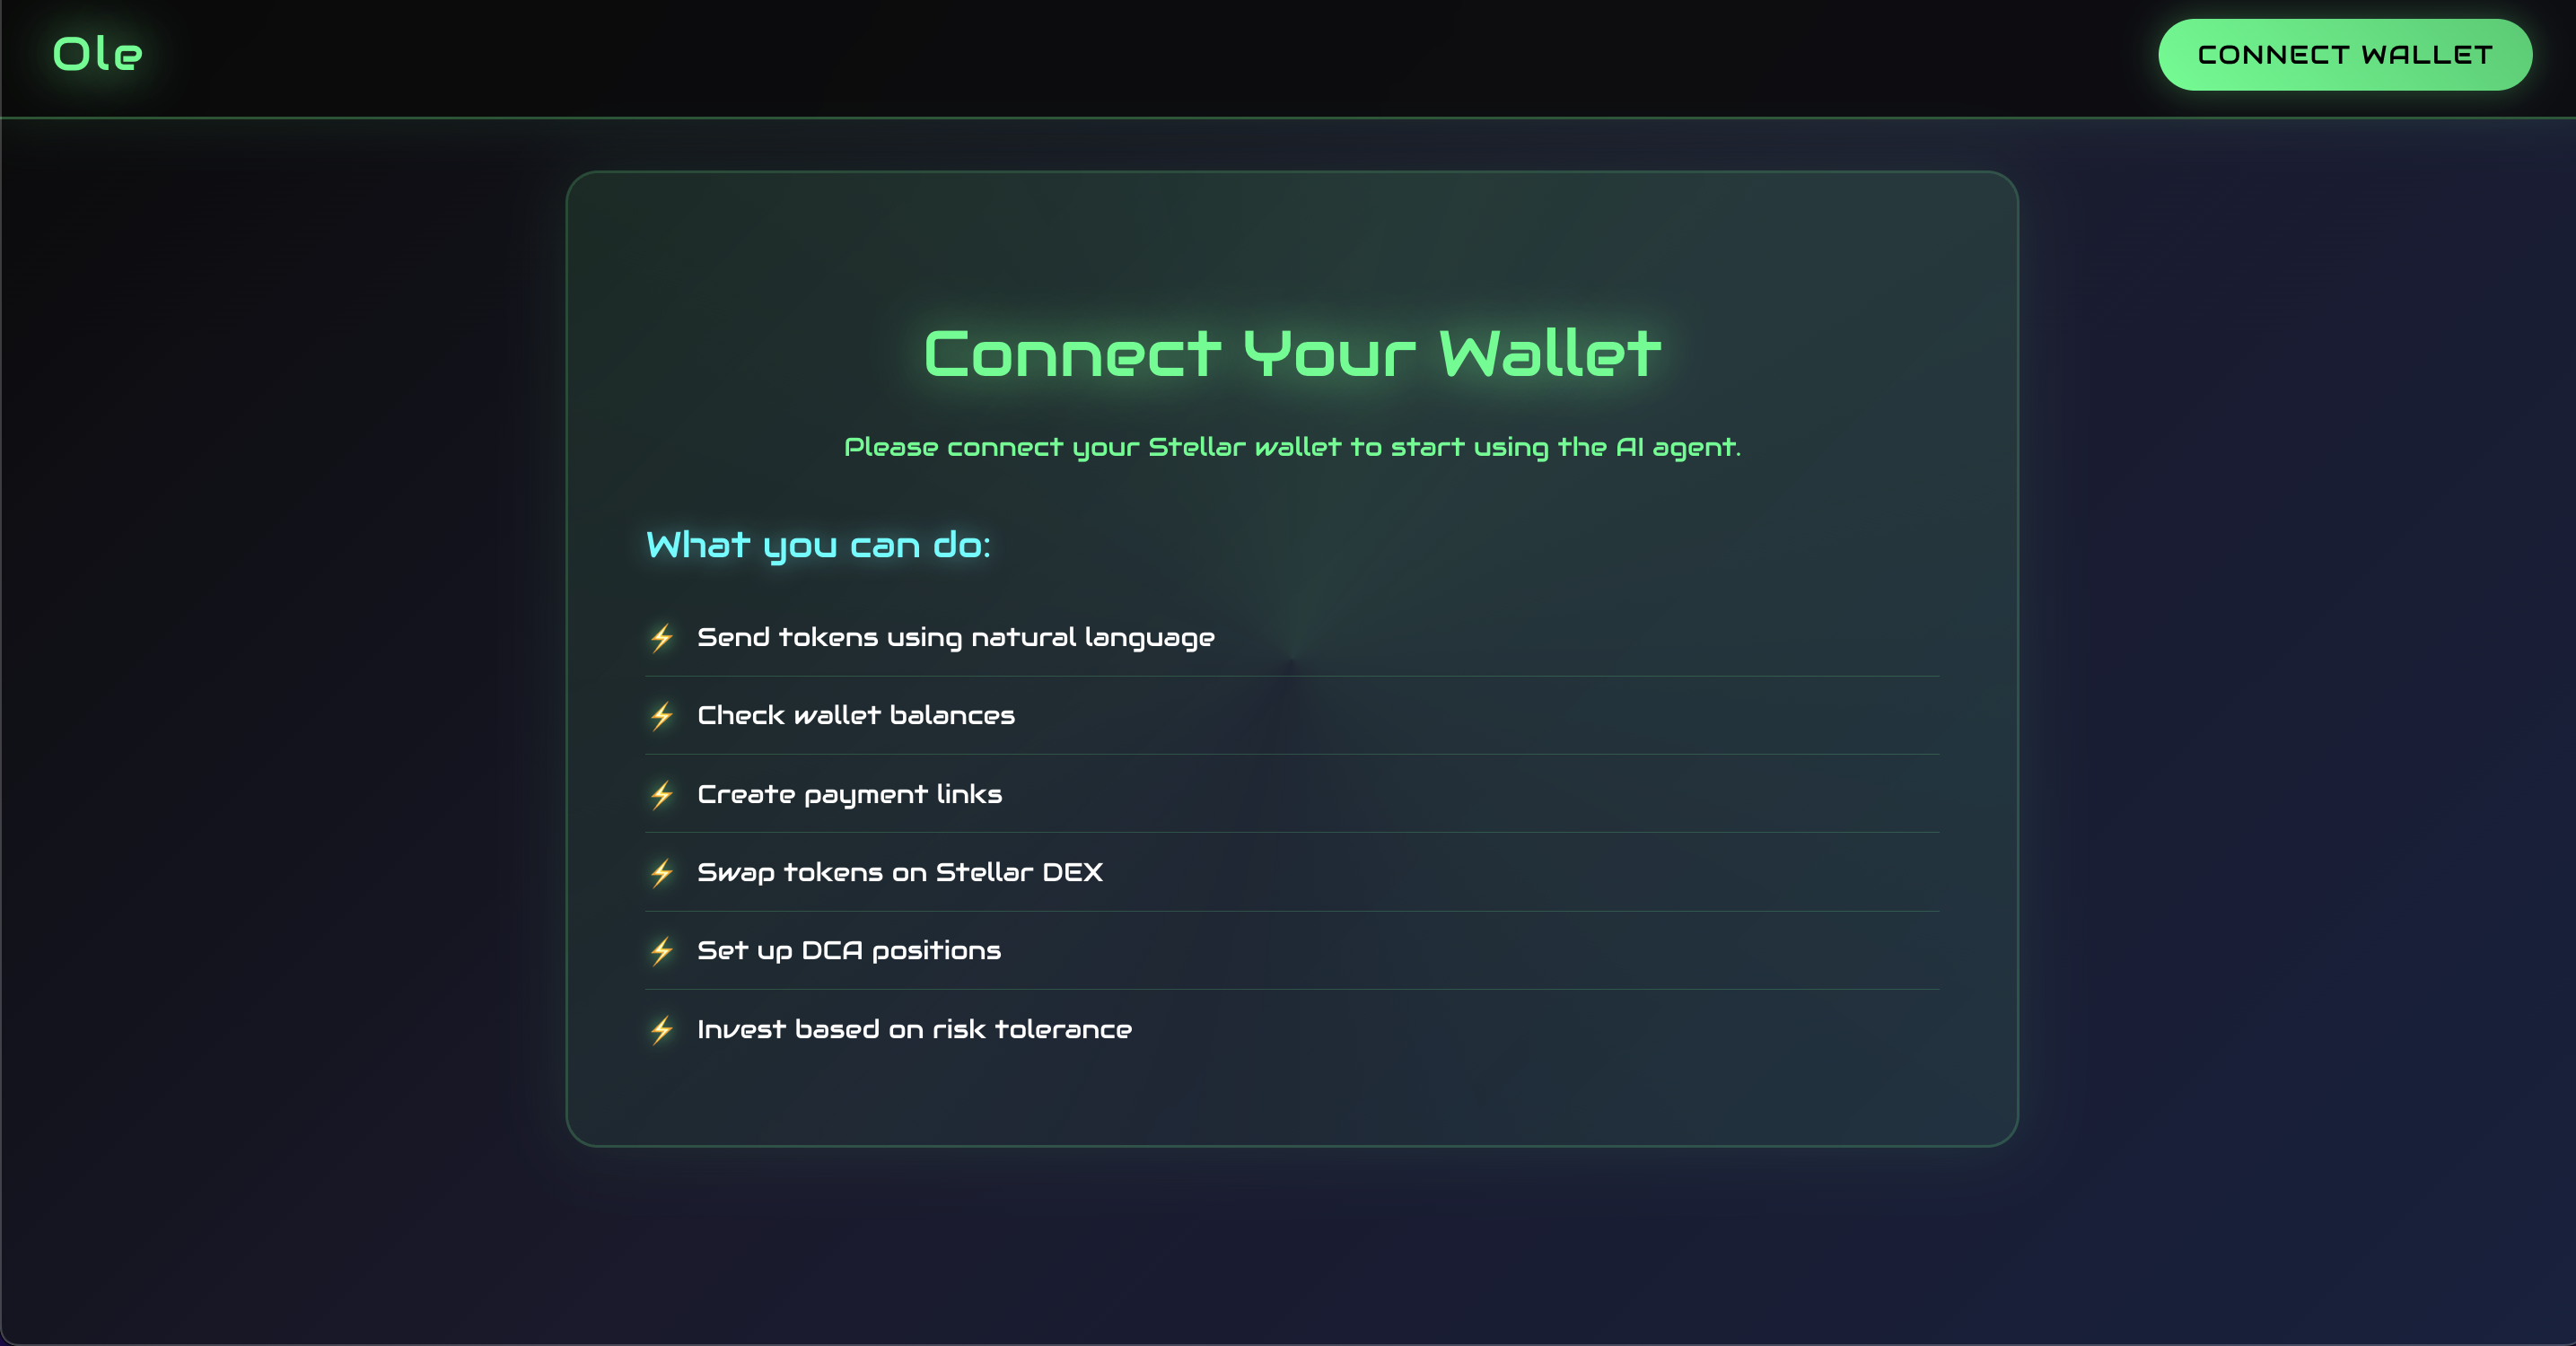 Ole
CONNECT WALLET
Connect Your Wallet
Please connect your Stellar wallet to start using the AI agent.
What you can do:
⚡ Send tokens using natural language
⚡ Check wallet balances
⚡ Create payment links
⚡ Swap tokens on Stellar DEX
⚡ Set up DCA positions
⚡ Invest based on risk tolerance